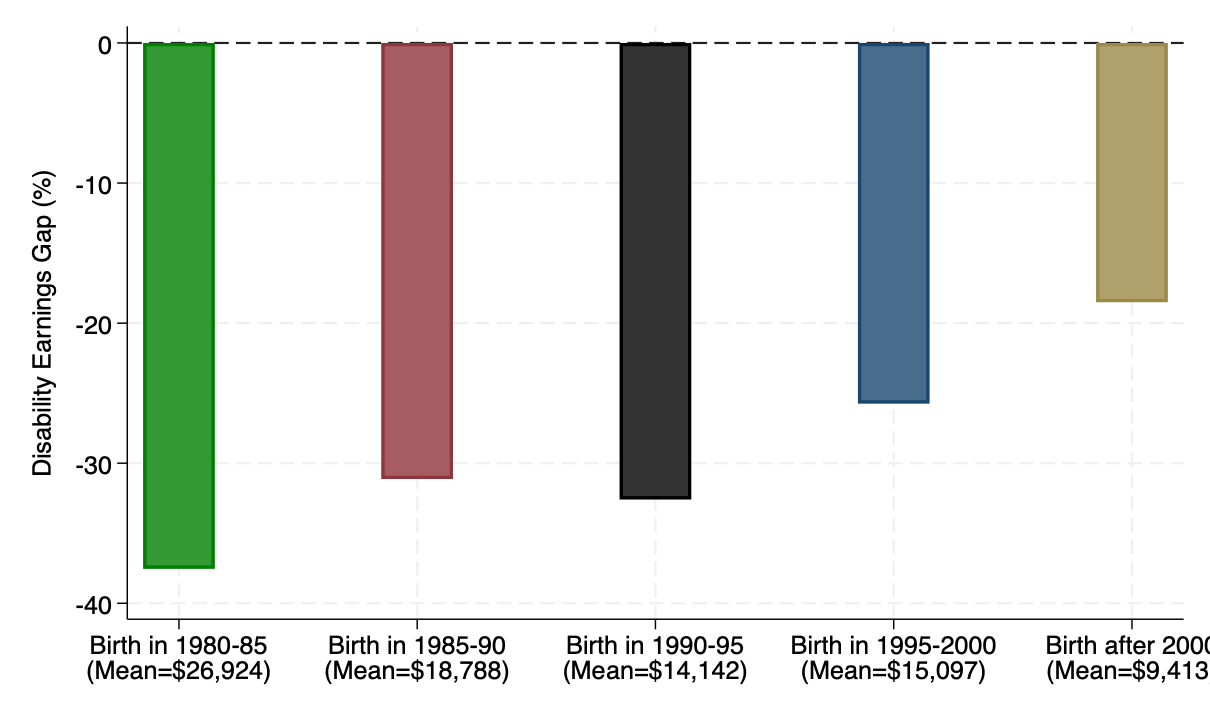 Disability Earnings Gap (%)
0
-10
-20
-30
-40
Birth in 1980-85
(Mean=$26,924)
Birth in 1985-90
(Mean=$18,788)
Birth in 1990-95
(Mean=$14,142)
Birth in 1995-2000
(Mean=$15,097)
Birth after 2000
(Mean=$9,413